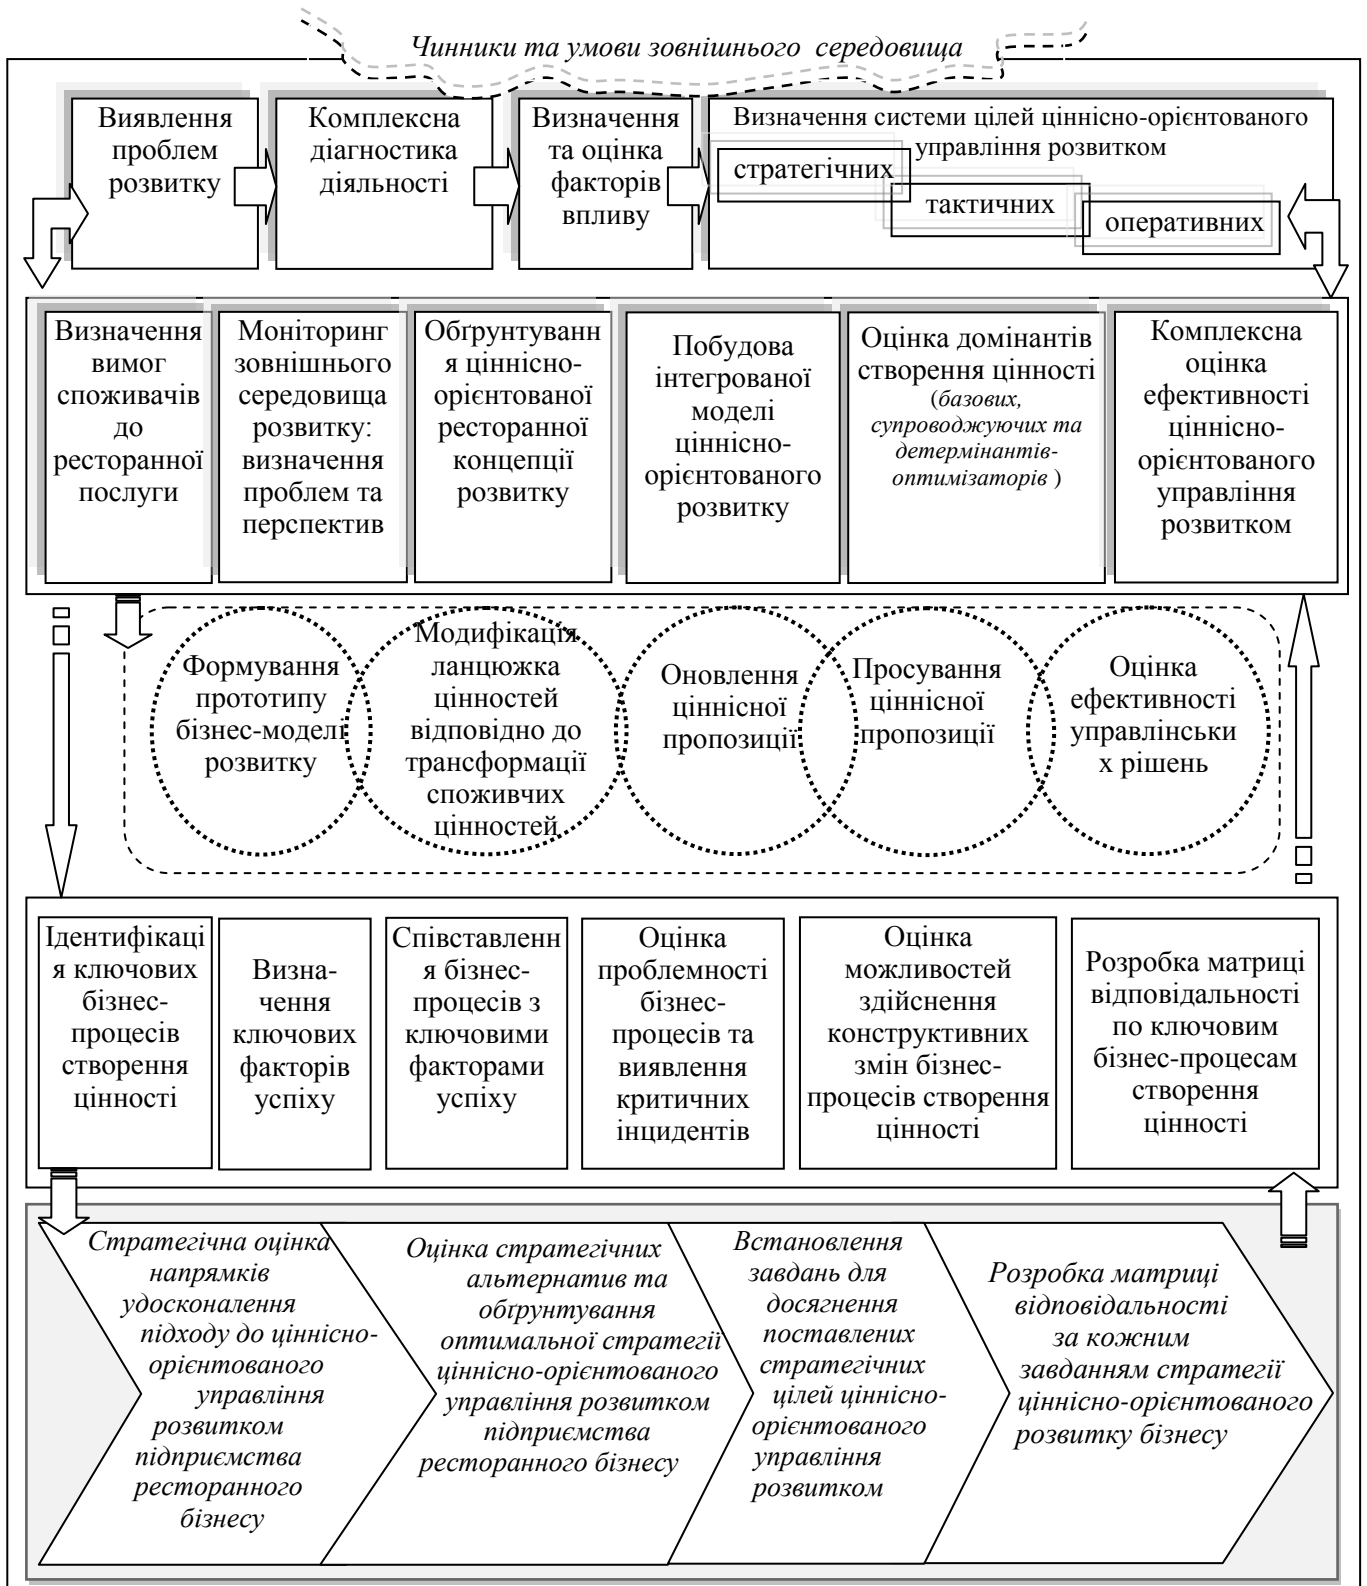 Чинники та умови зовнішнього середовища
Виявлення
проблем
розвитку
Комплексна
діагностика
діяльності
Визначення
та оцінка
факторів
впливу
Визначення системи цілей ціннісно-орієнтованого
управління розвитком
стратегічних
тактичних
оперативних
Визначення
вимог
споживачів
до
ресторанної
послуги
Моніторинг
зовнішнього
середовища
розвитку:
визначення
проблем та
перспектив
Обґрунтуванн
я ціннісно-
орієнтованої
ресторанної
концепції
розвитку
Побудова
інтегрованої
моделі
ціннісно-
орієнтованого
розвитку
Оцінка домінантів
створення цінності
(базових,
супроводжуючих та
детермінантів-
оптимізаторів )
Комплексна
оцінка
ефективності
ціннісно-
орієнтованого
управління
розвитком
Формування
прототипу
бізнес-моделі
розвитку
Модифікація
ланцюжка
цінностей
відповідно до
трансформації
споживчих
цінностей
Оновлення
ціннісної
пропозиції
Просування
ціннісної
пропозиції
Оцінка
ефективності
управлінськи
х рішень
Ідентифікаці
я ключових
бізнес-
процесів
створення
цінності
Визна-
чення
ключових
факторів
успіху
Співставленн
я бізнес-
процесів з
ключовими
факторами
успіху
Оцінка
проблемності
бізнес-
процесів та
виявлення
критичних
інцидентів
Оцінка
можливостей
здійснення
конструктивних
змін бізнес-
процесів створення
цінності
Розробка матриці
відповідальності
по ключовим
бізнес-процесам
створення
цінності
Стратегічна оцінка
напрямків
удосконалення
підходу до ціннісно-
орієнтованого
управління
розвитком
підприємства
ресторанного
бізнесу
Оцінка стратегічних
альтернатив та
обґрунтування
оптимальної стратегії
ціннісно-орієнтованого
управління розвитком
підприємства
ресторанного бізнесу
Встановлення
завдань для
досягнення
поставлених
стратегічних
цілей ціннісно-
орієнтованого
управління
розвитком
Розробка матриці
відповідальності
за кожним
завданням стратегії
ціннісно-орієнтованого
розвитку бізнесу